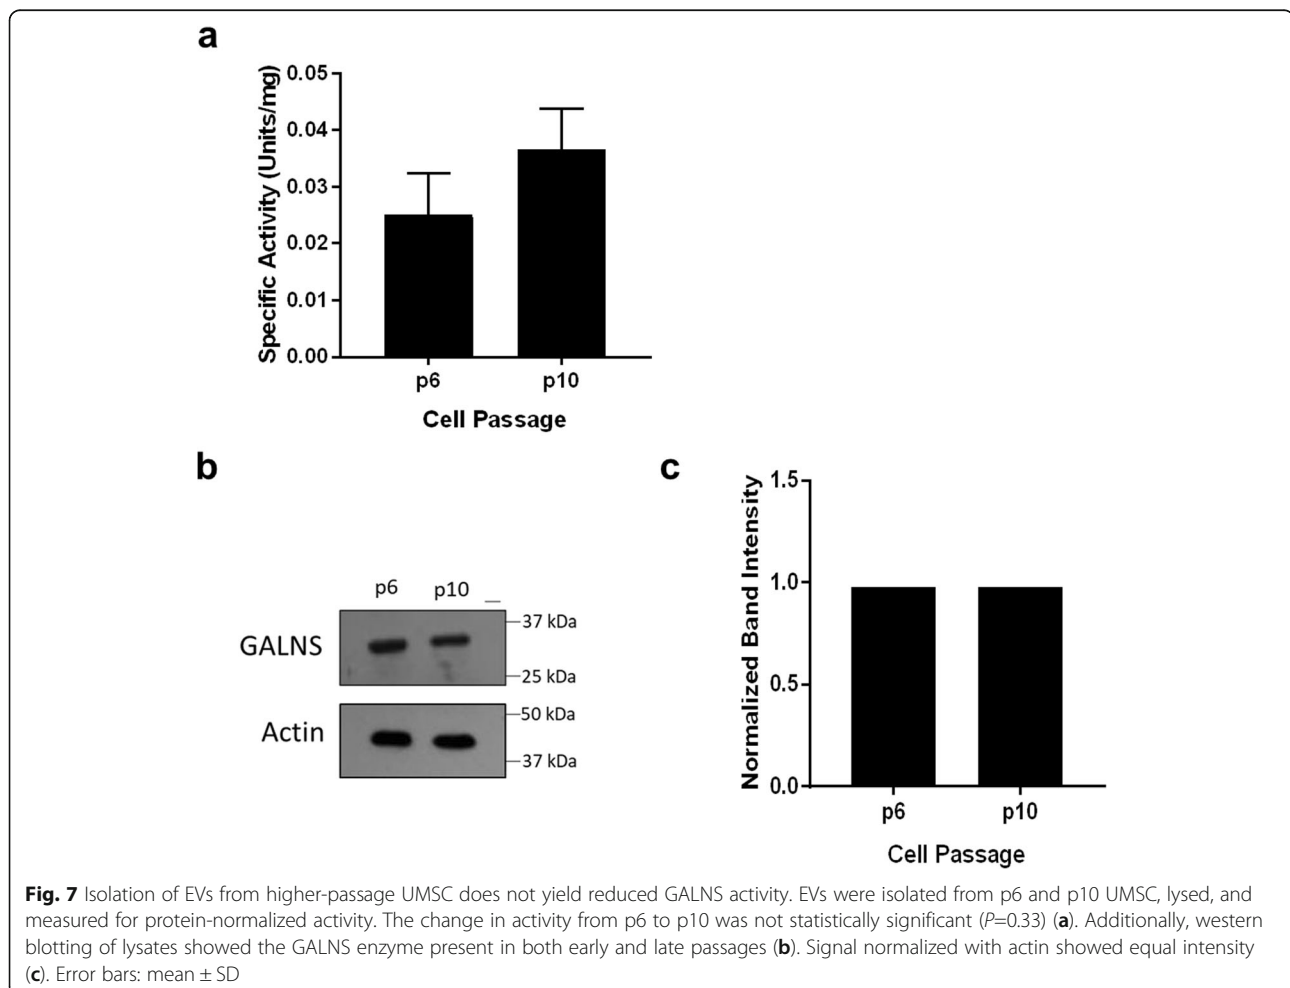 a
Specific Activity (Units/mg)
0.05
0.04
0.03
0.02
0.01
0.00
p6 p10
Cell Passage
b
p6 p10 —
GALNS
37 kDa
25 kDa
Actin
50 kDa
37 kDa
c
Normalized Band Intensity
1.5
1.0
0.5
0.0
p6 p10
Cell Passage
Fig. 7 Isolation of EVs from higher-passage UMSC does not yield reduced GALNS activity. EVs were isolated from p6 and p10 UMSC, lysed, and
measured for protein-normalized activity. The change in activity from p6 to p10 was not statistically significant (P=0.33) (a). Additionally, western
blotting of lysates showed the GALNS enzyme present in both early and late passages (b). Signal normalized with actin showed equal intensity
(c). Error bars: mean ± SD